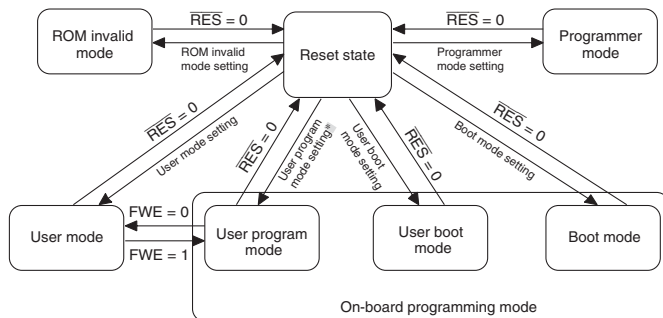 ROM invalid
mode
RES = 0
ROM invalid
mode setting
Reset state
RES = 0
Programmer
mode setting
Programmer
mode
RES = 0
User mode setting
RES = 0
User program
mode setting*
User boot
mode setting
RES = 0
Boot mode setting
RES = 0
User mode
FWE = 0
FWE = 1
User program
mode
User boot
mode
Boot mode
On-board programming mode